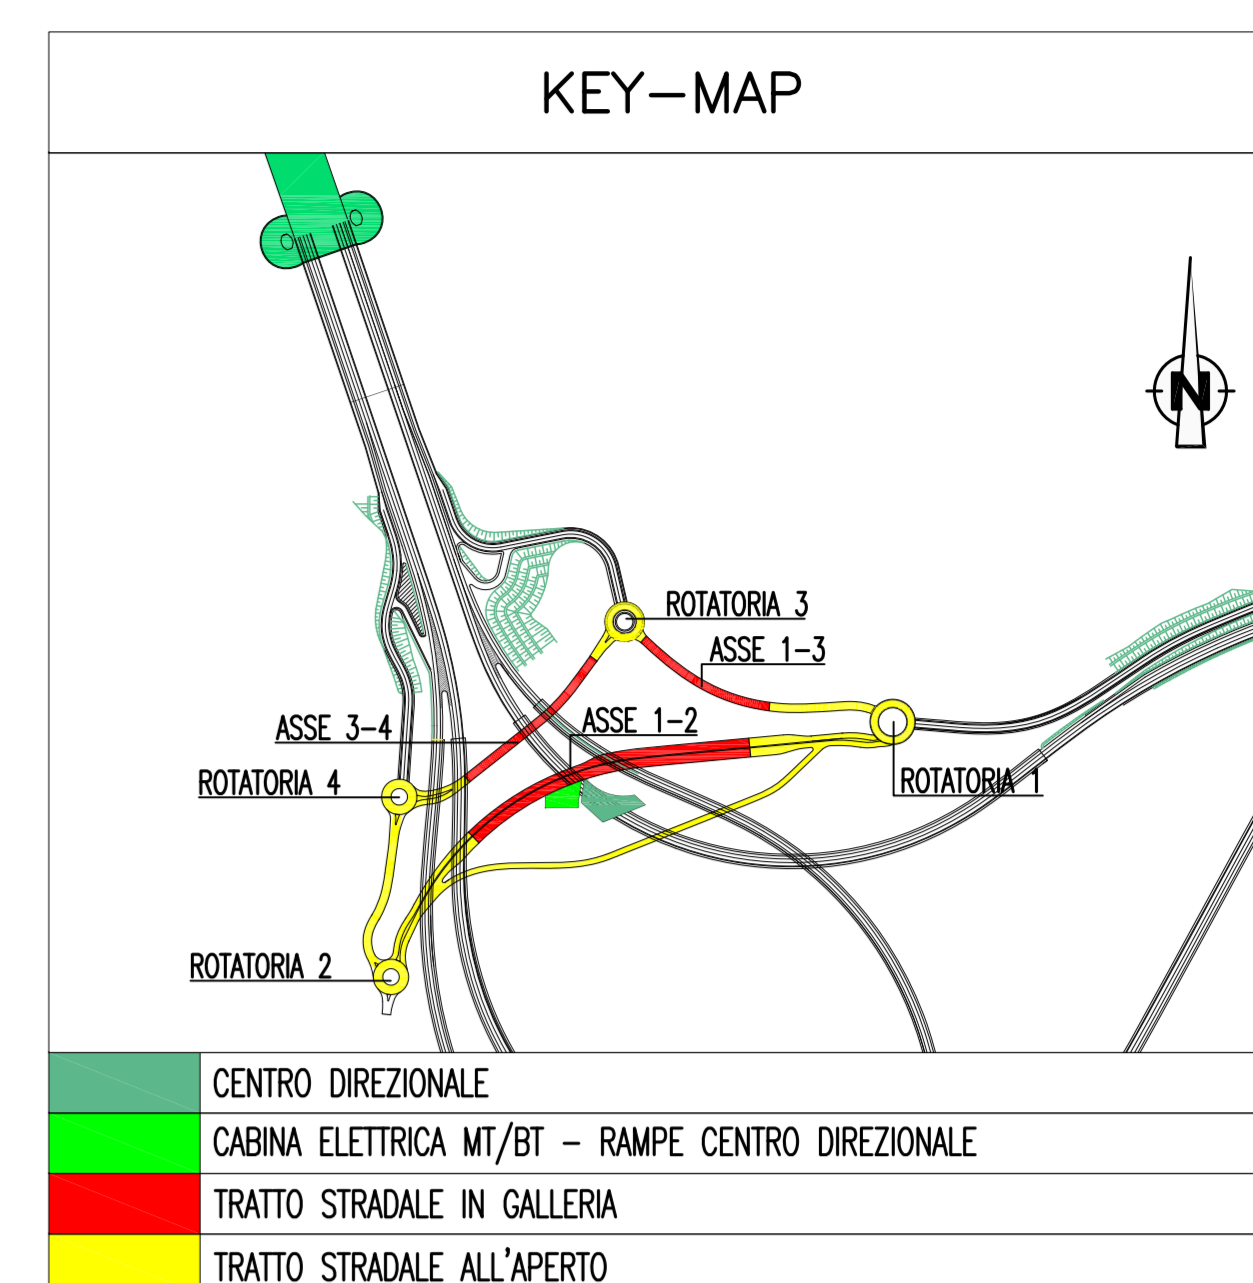 KEY-MAP
N
ROTATORIA 3
ASSE 1-3
ASSE 1-2
ASSE 3-4
ROTATORIA 4
ROTATORIA 1
ROTATORIA 2
CENTRO DIREZIONALE
CABINA ELETTRICA MT/BT - RAMPE CENTRO DIREZIONALE
TRATTO STRADALE IN GALLERIA
TRATTO STRADALE ALL'APERTO